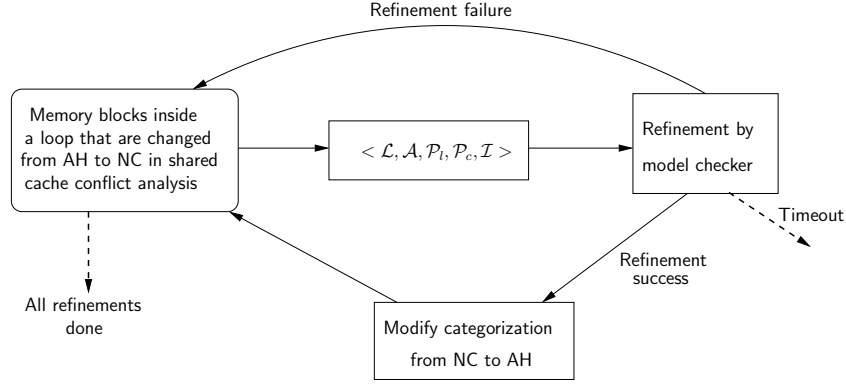 Refinement failure
Memory blocks inside
a loop that are changed
from AH to NC in shared
cache conflict analysis
< 𝓛, 𝓐, 𝓟_l, 𝓟_c, 𝓘 >
Refinement by
model checker
Timeout
Refinement
success
All refinements
done
Modify categorization
from NC to AH